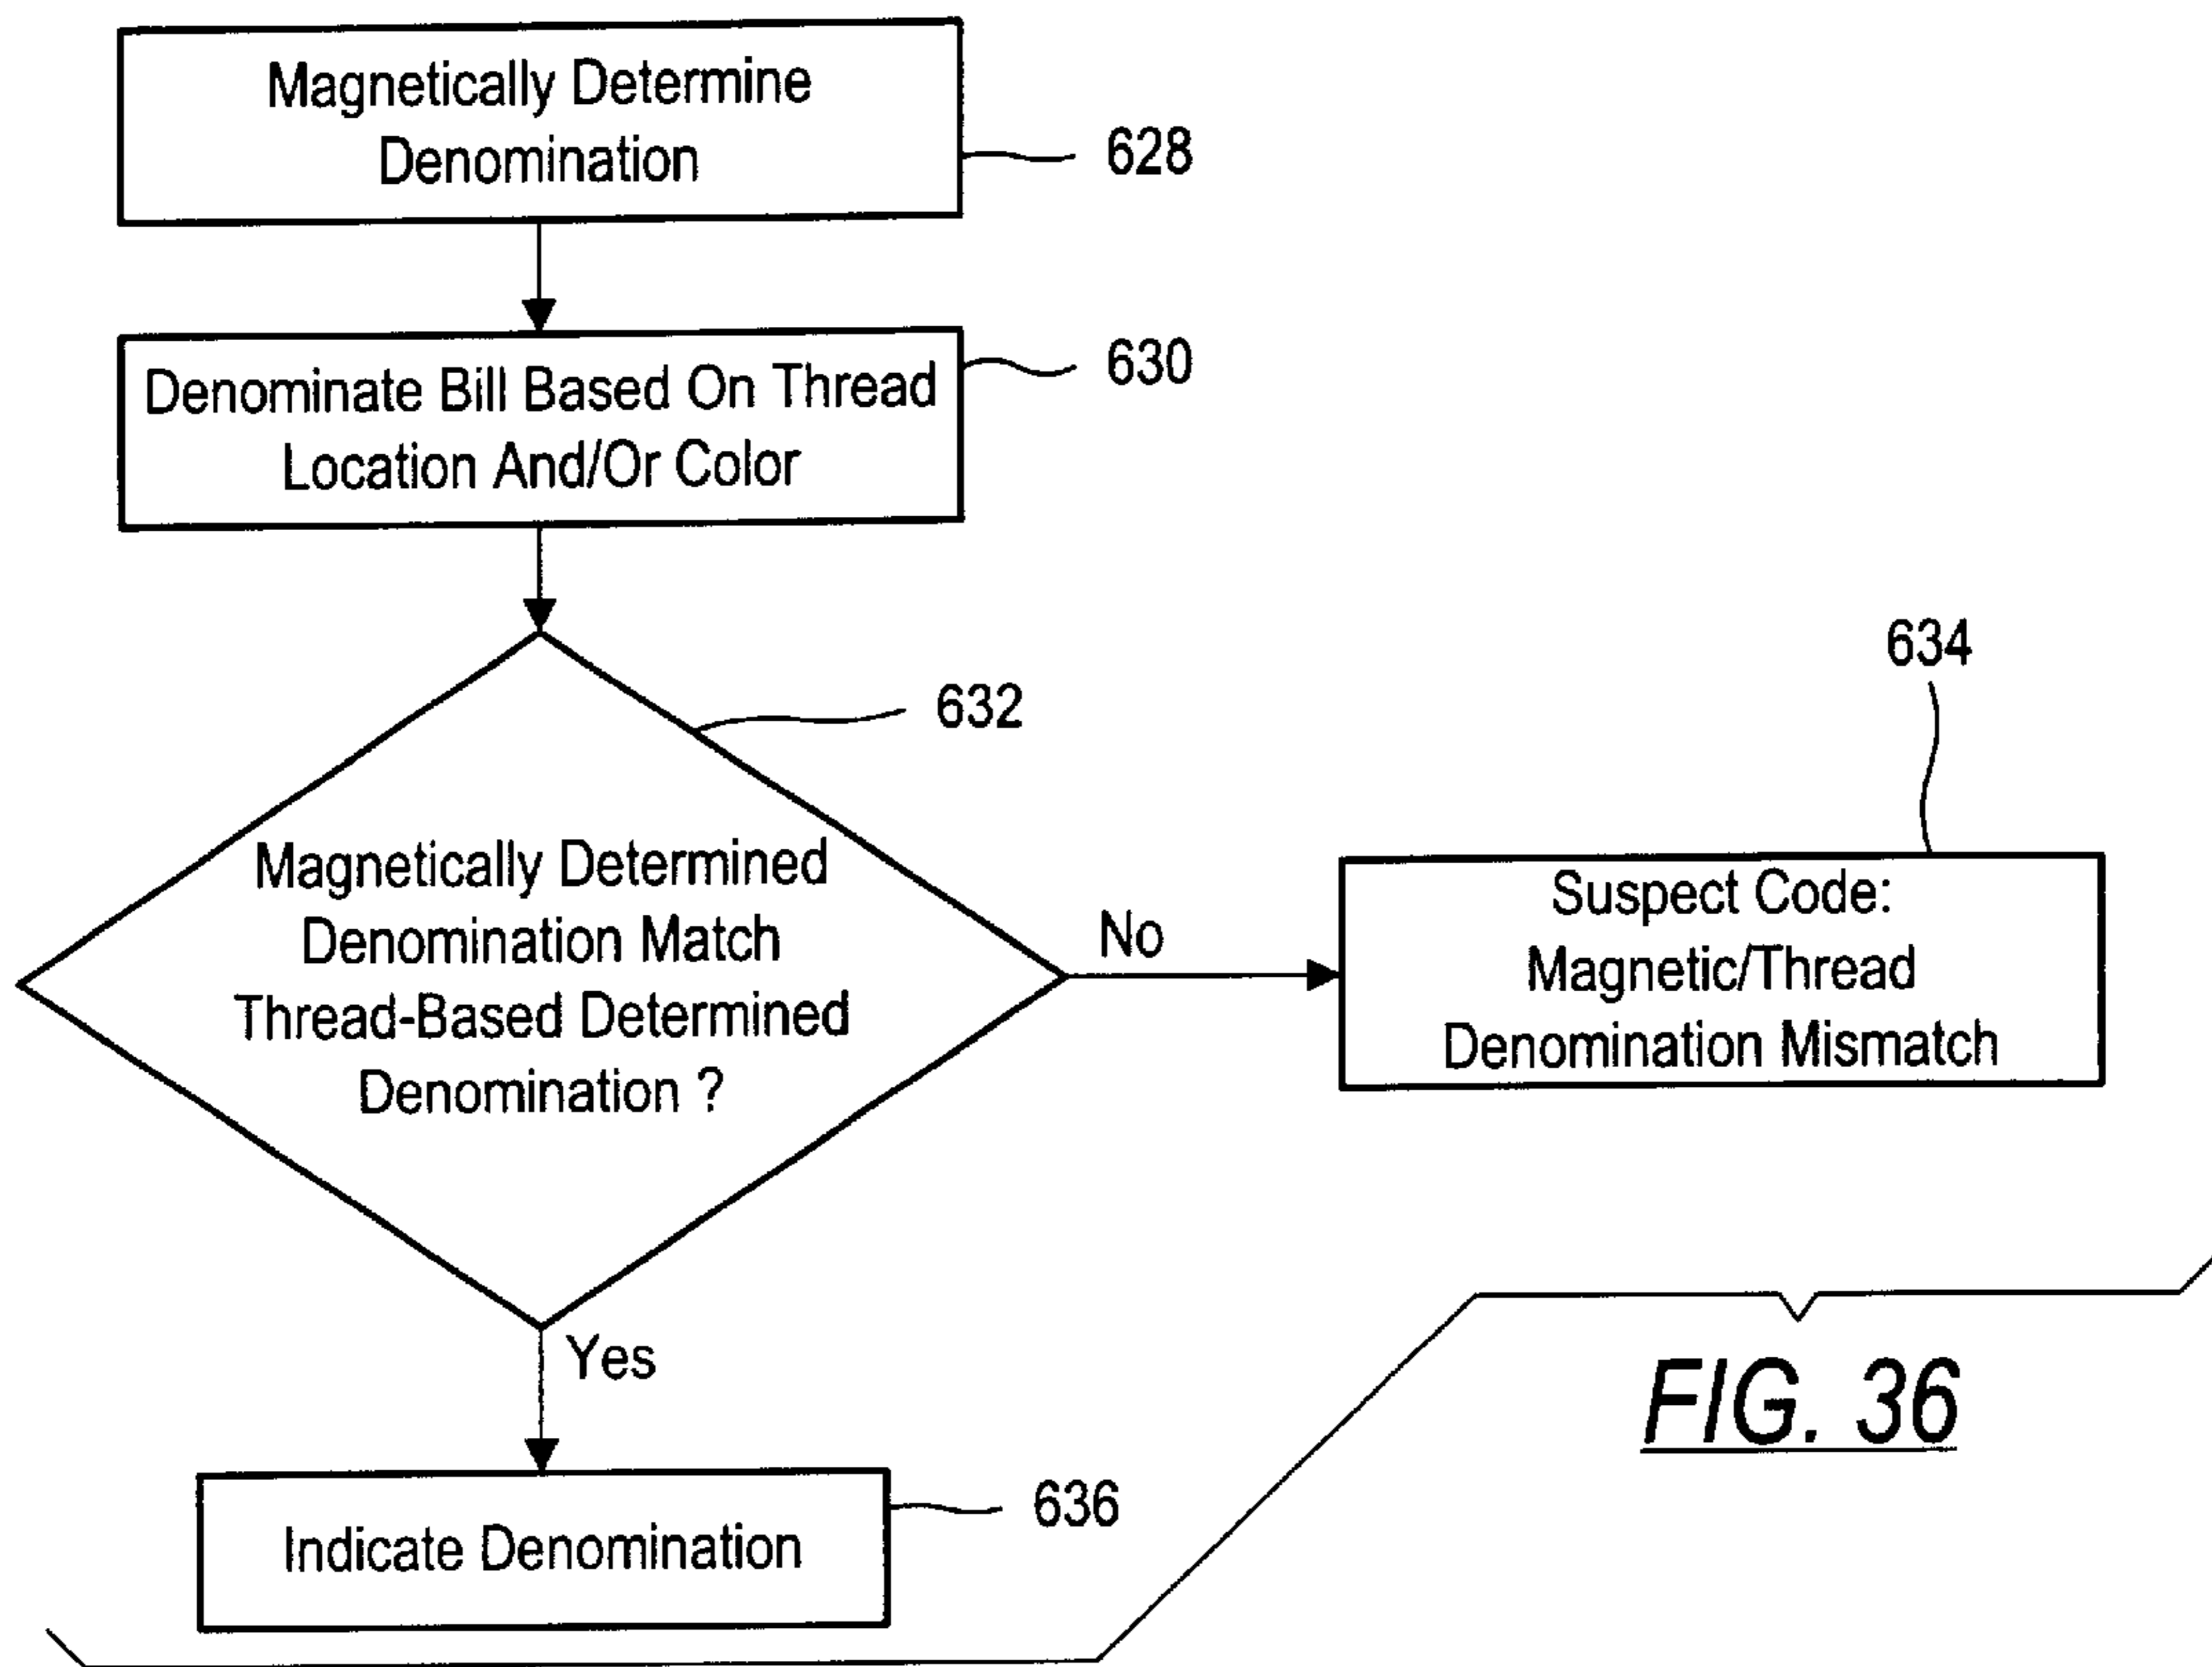 Magnetically Determine
Denomination
628
Denominate Bill Based On Thread
Location And/Or Color
630
632
Magnetically Determined
Denomination Match
Thread-Based Determined
Denomination ?
No
634
Suspect Code:
Magnetic/Thread
Denomination Mismatch
Yes
636
Indicate Denomination
FIG. 36